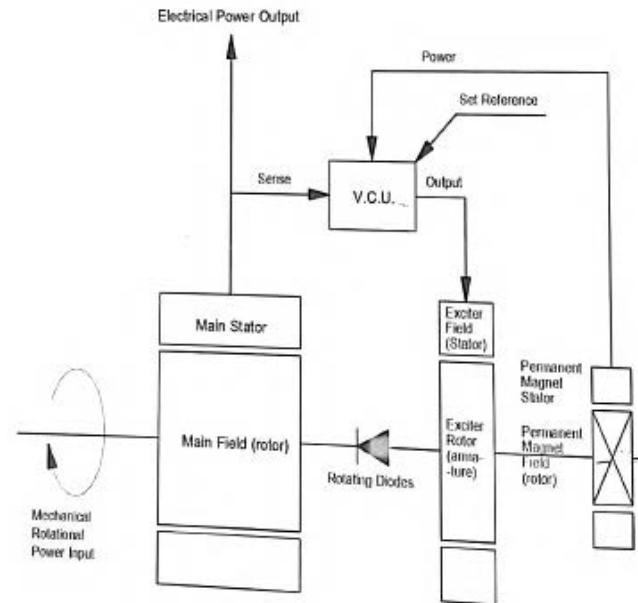 Electrical Power Output
Power
Set Reference
Sense
V.C.U.
Output
Main Stator
Exciter
Field
(Stator)
Permanent
Magnet
Stator
Main Field (rotor)
Rotating Diodes
Exciter
Rotor
(arma-
-ture)
Permanent
Magnet
Field
(rotor)
Mechanical
Rotational
Power Input